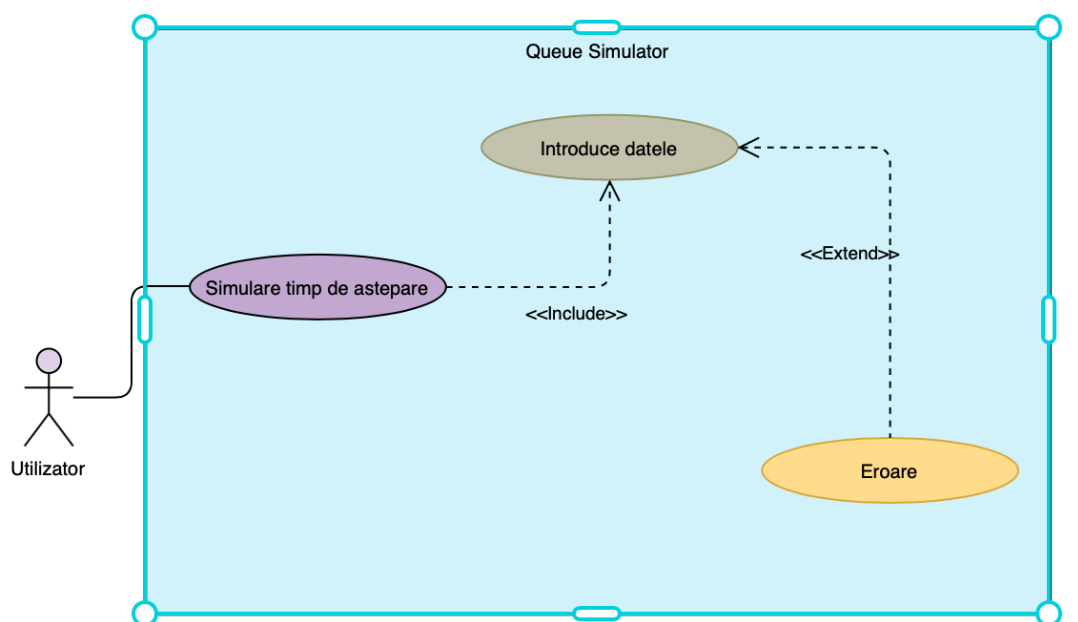 Queue Simulator
Introduce datele
<<Extend>>
Simulare timp de astepare
<<Include>>
Utilizator
Eroare